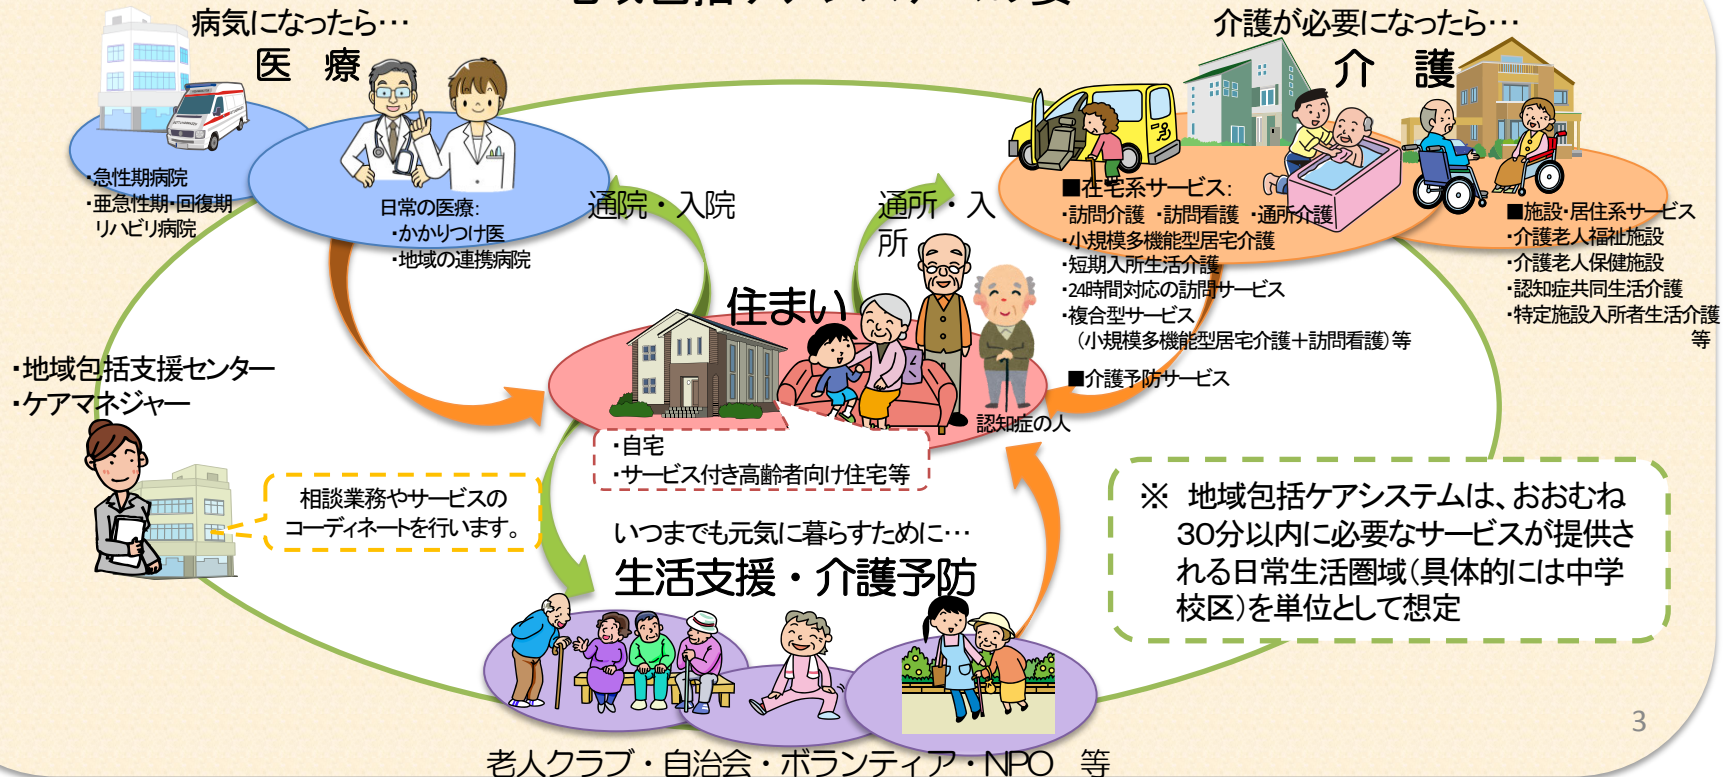 地域包括ケアシステムの姿
病気になったら…
医 療
・急性期病院
・亜急性期・回復期
リハビリ病院
日常の医療：
・かかりつけ医
・地域の連携病院
通院・入院
通所・入
所
介護が必要になったら…
介 護
■在宅系サービス：
・訪問介護 ・訪問看護 ・通所介護
・小規模多機能型居宅介護
・短期入所生活介護
・24時間対応の訪問サービス
・複合型サービス
（小規模多機能型居宅介護＋訪問看護）等
■介護予防サービス
■施設・居住系サービス
・介護老人福祉施設
・介護老人保健施設
・認知症共同生活介護
・特定施設入所者生活介護
等
住まい
認知症の人
・自宅
・サービス付き高齢者向け住宅等
・地域包括支援センター
・ケアマネジャー
相談業務やサービスの
コーディネートを行います。
いつまでも元気に暮らすために…
生活支援・介護予防
※ 地域包括ケアシステムは、おおむね
30分以内に必要なサービスが提供さ
れる日常生活圏域（具体的には中学
校区）を単位として想定
老人クラブ・自治会・ボランティア・NPO 等
3